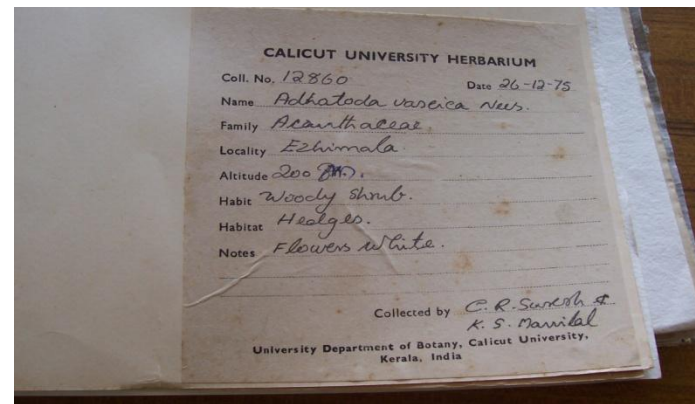 CALICUT UNIVERSITY HERBARIUM
Coll. No. 12860 Date 26-12-75
Name Adhatoda vasica Nees.
Family Acanthaceae.
Locality Ezhimala
Altitude 200 M.
Habit Woody shrub.
Habitat Hedges.
Notes Flowers white.
Collected by C. R. Suresh &
K. S. Manilal
University Department of Botany, Calicut University,
Kerala, India